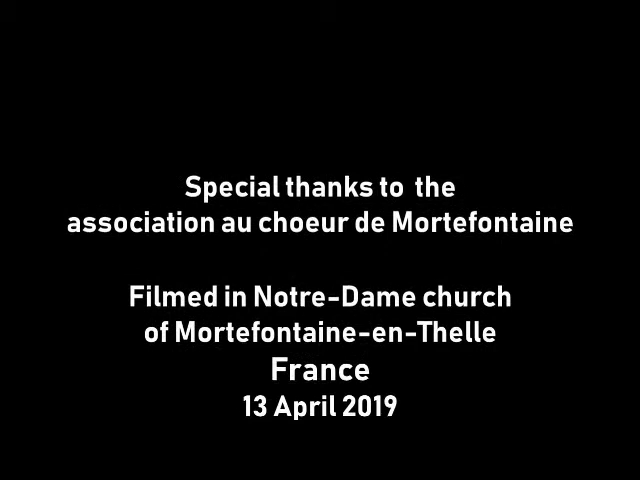 Special thanks to the
association au choeur de Mortefontaine
Filmed in Notre-Dame church
of Mortefontaine-en-Thelle
France
13 April 2019